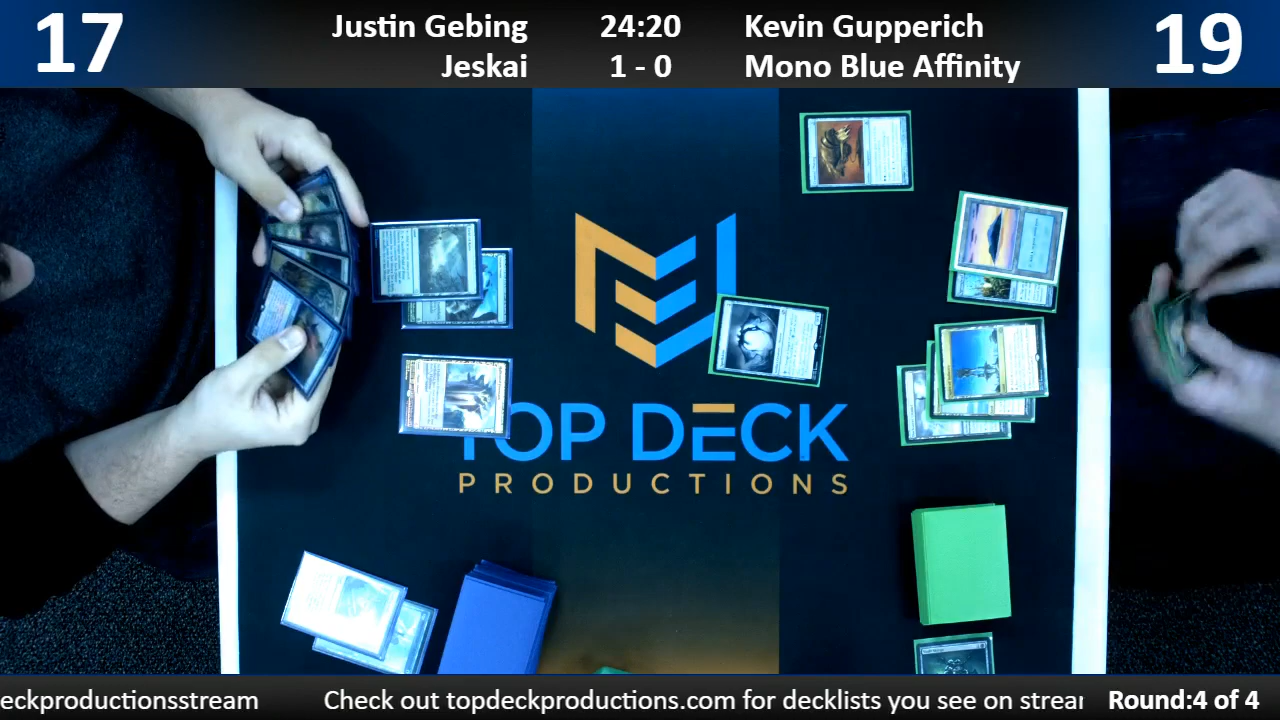 17
Justin Gebing
24:20
Kevin Gupperich
19
Jeskai
1 - 0
Mono Blue Affinity
TOP DECK
PRODUCTIONS
eckproductionsstream
Check out topdeckproductions.com for decklists you see on strear
Round:4 of 4